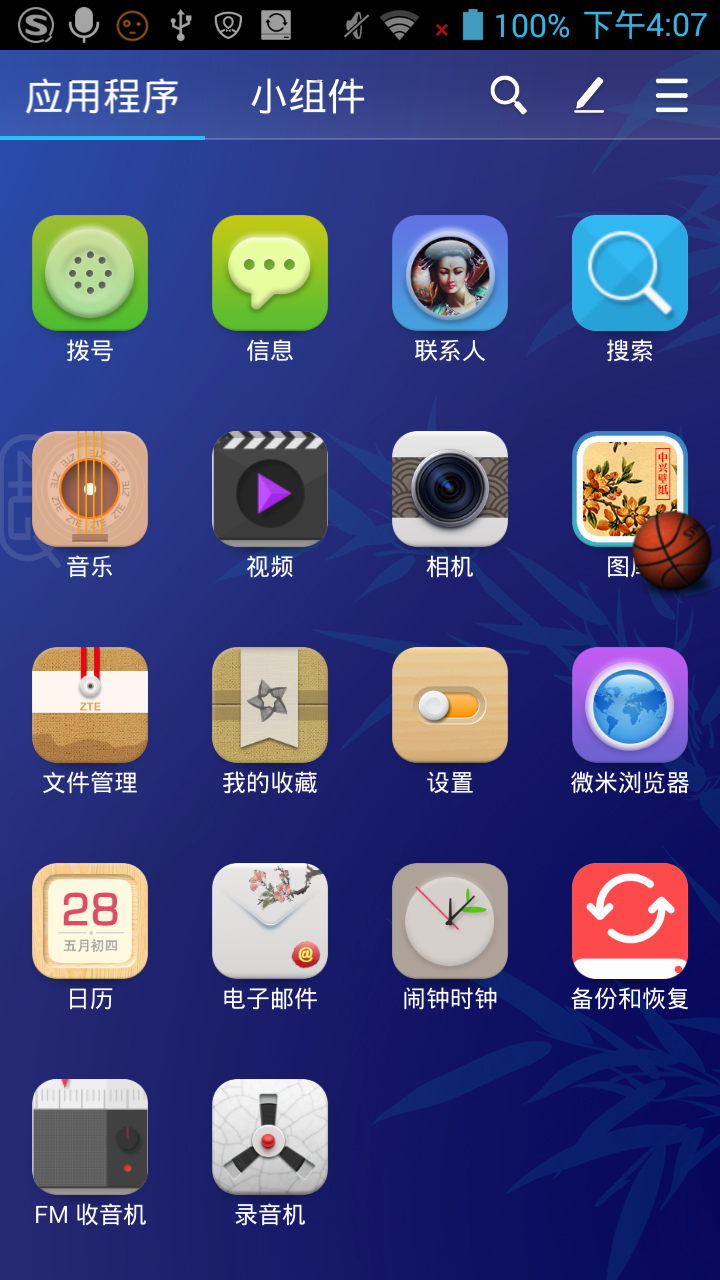 100% 下午4:07
应用程序 小组件
拨号 信息 联系人 搜索
中兴壁纸
音乐 视频 相机 图
ZTE
文件管理 我的收藏 设置 微米浏览器
28
五月初四
@
日历 电子邮件 闹钟时钟 备份和恢复
FM 收音机 录音机